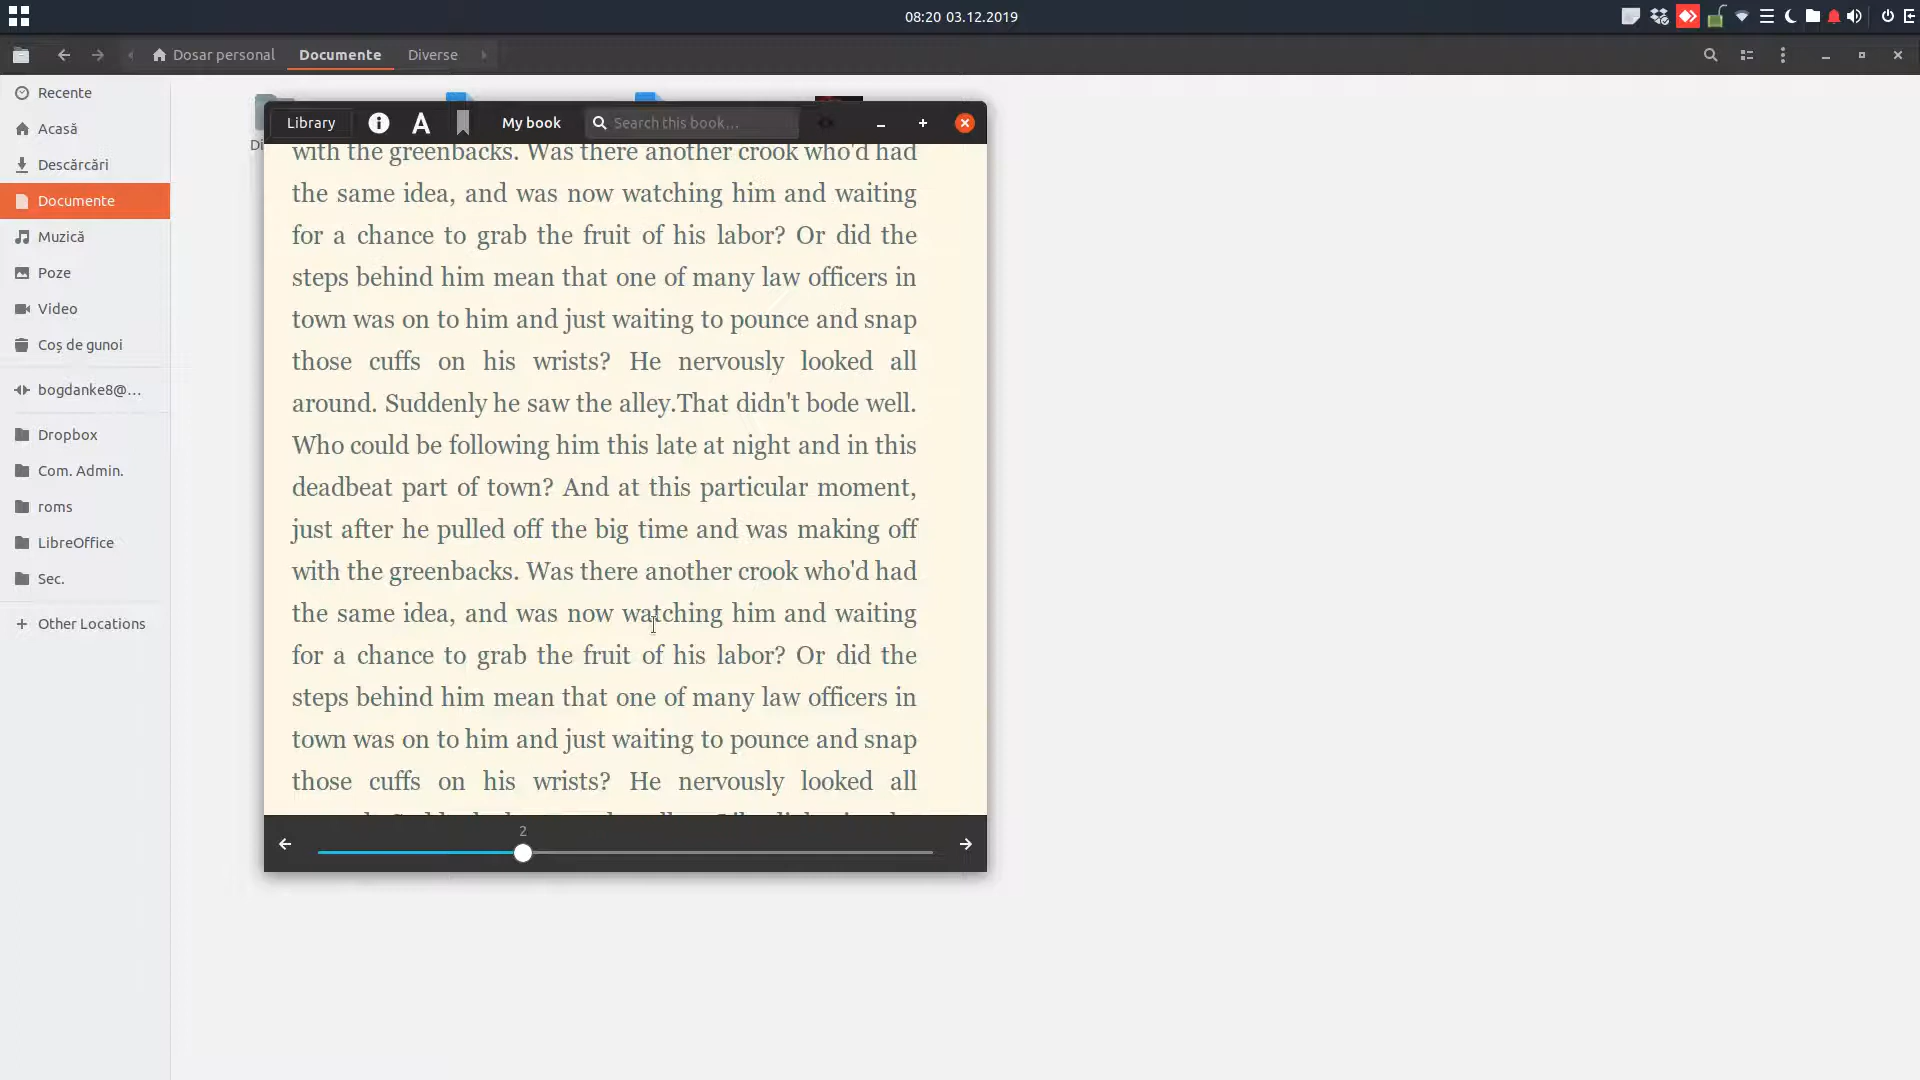 08:20 03.12.2019
Dosar personal
Documente
Diverse
Recente
Acasă
Descărcări
Documente
Muzică
Poze
Video
Coș de gunoi
bogdanke8@...
Dropbox
Com. Admin.
roms
LibreOffice
Sec.
Other Locations
Di
Library
A
My book
Search this book...
with the greenbacks. Was there another crook who'd had
the same idea, and was now watching him and waiting
for a chance to grab the fruit of his labor? Or did the
steps behind him mean that one of many law officers in
town was on to him and just waiting to pounce and snap
those cuffs on his wrists? He nervously looked all
around. Suddenly he saw the alley.That didn't bode well.
Who could be following him this late at night and in this
deadbeat part of town? And at this particular moment,
just after he pulled off the big time and was making off
with the greenbacks. Was there another crook who'd had
the same idea, and was now watching him and waiting
for a chance to grab the fruit of his labor? Or did the
steps behind him mean that one of many law officers in
town was on to him and just waiting to pounce and snap
those cuffs on his wrists? He nervously looked all
2